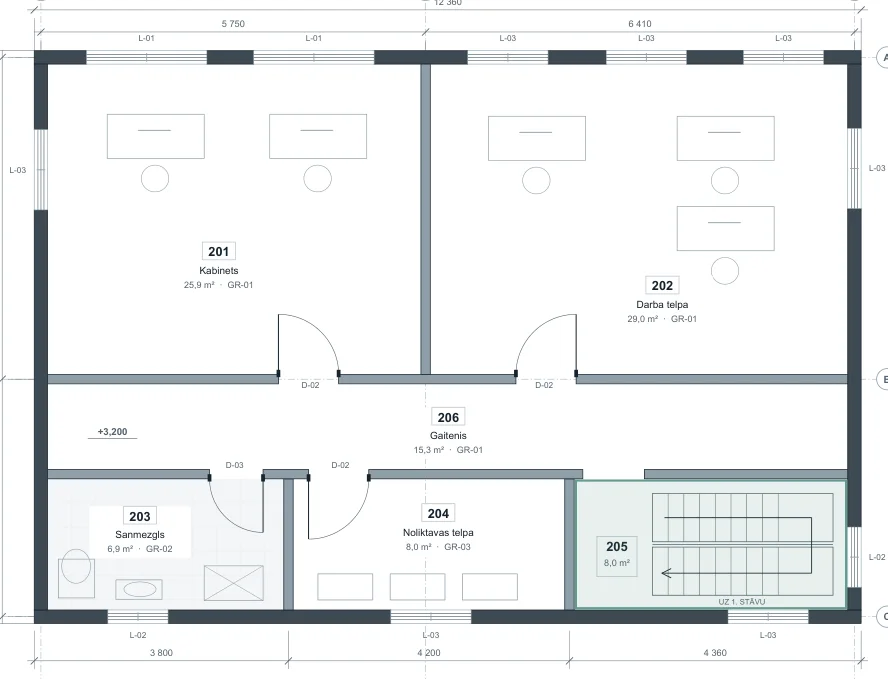 12 360
5 750
6 410
L-01
L-01
L-03
L-03
L-03
A
L-03
L-03
201
Kabinets
25,9 m² · GR-01
202
Darba telpa
29,0 m² · GR-01
D-02
D-02
206
Gaitenis
15,3 m² · GR-01
+3,200
D-03
D-02
203
Sanmezgls
6,9 m² · GR-02
204
Noliktavas telpa
8,0 m² · GR-03
205
8,0 m²
L-02
UZ 1. STĀVU
L-02
L-03
L-03
3 800
4 200
4 360